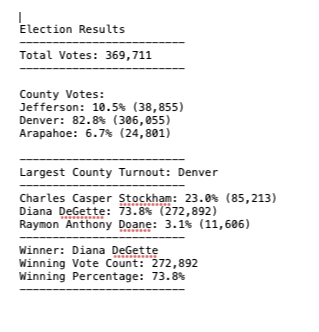 Election Results
-------------------------
Total Votes: 369,711
-------------------------
County Votes:
Jefferson: 10.5% (38,855)
Denver: 82.8% (306,055)
Arapahoe: 6.7% (24,801)
-------------------------
Largest County Turnout: Denver
-------------------------
Charles Casper Stockham: 23.0% (85,213)
Diana DeGette: 73.8% (272,892)
Raymon Anthony Doane: 3.1% (11,606)
-------------------------
Winner: Diana DeGette
Winning Vote Count: 272,892
Winning Percentage: 73.8%
-------------------------